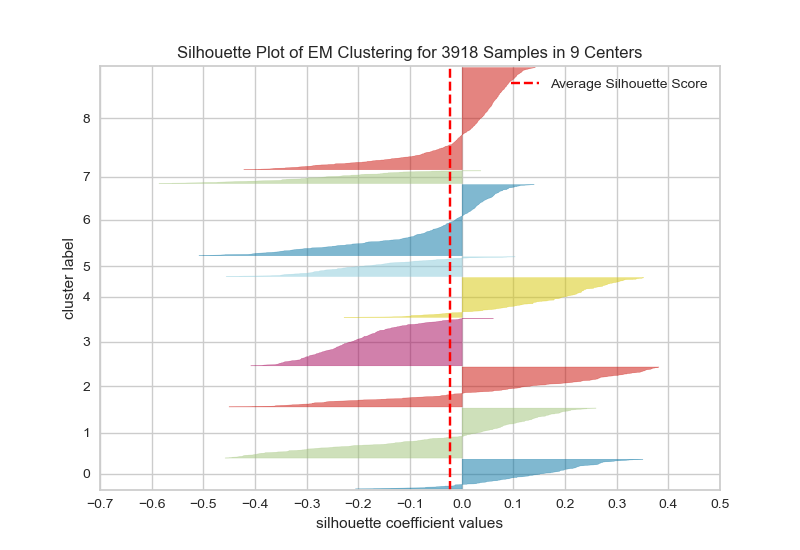 Silhouette Plot of EM Clustering for 3918 Samples in 9 Centers
Average Silhouette Score
cluster label
8
7
6
5
4
3
2
1
0
−0.7 −0.6 −0.5 −0.4 −0.3 −0.2 −0.1 0.0 0.1 0.2 0.3 0.4 0.5
silhouette coefficient values